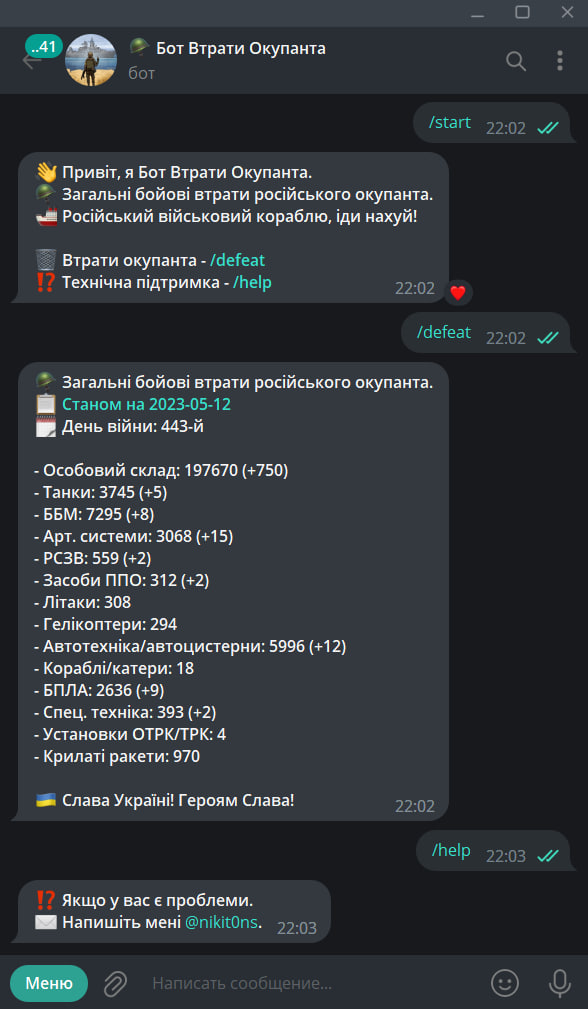 ..41
Бот Втрати Окупанта
бот
/start 22:02
Привіт, я Бот Втрати Окупанта.
Загальні бойові втрати російського окупанта.
Російський військовий кораблю, іди нахуй!
Втрати окупанта - /defeat
⁉️ Технічна підтримка - /help
22:02
/defeat 22:02
Загальні бойові втрати російського окупанта.
Станом на 2023-05-12
День війни: 443-й
- Особовий склад: 197670 (+750)
- Танки: 3745 (+5)
- ББМ: 7295 (+8)
- Арт. системи: 3068 (+15)
- РСЗВ: 559 (+2)
- Засоби ППО: 312 (+2)
- Літаки: 308
- Гелікоптери: 294
- Автотехніка/автоцистерни: 5996 (+12)
- Кораблі/катери: 18
- БПЛА: 2636 (+9)
- Спец. техніка: 393 (+2)
- Установки ОТРК/ТРК: 4
- Крилаті ракети: 970
Слава Україні! Героям Слава!
22:02
/help 22:03
⁉️ Якщо у вас є проблеми.
Напишіть мені @nikit0ns. 22:03
Меню
Написать сообщение...